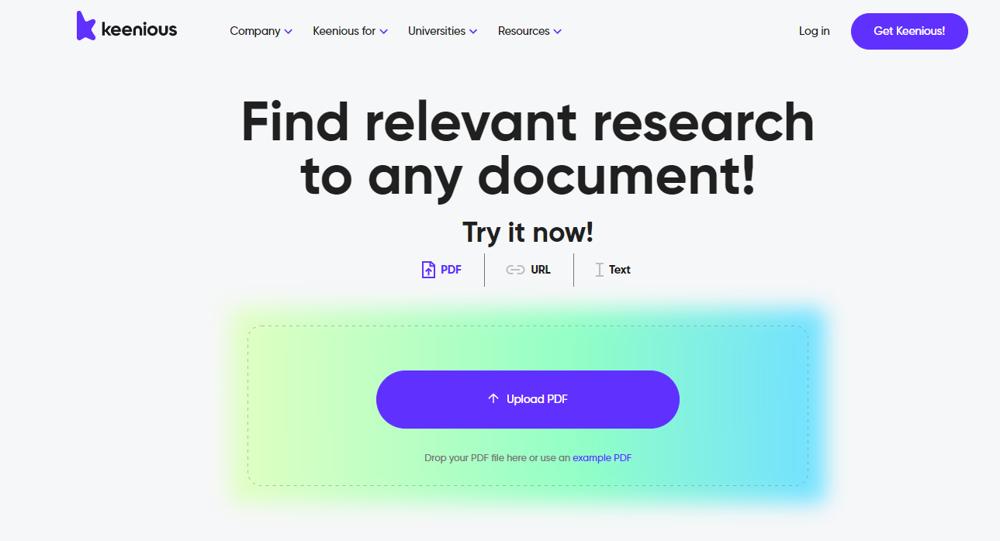 keenious
Company
Keenious for
Universities
Resources
Log in
Get Keenious!
Find relevant research
to any document!
Try it now!
PDF
URL
Text
Upload PDF
Drop your PDF file here or use an example PDF